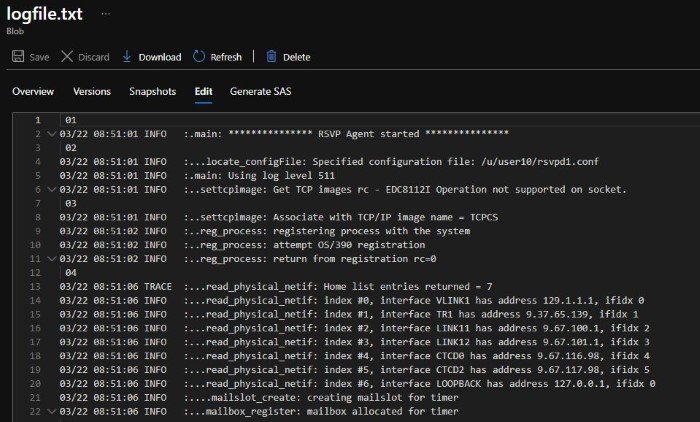 logfile.txt ...
Blob
Save Discard Download Refresh Delete
Overview Versions Snapshots Edit Generate SAS
1 01
2 03/22 08:51:01 INFO :.main: *************** RSVP Agent started ***************
3 02
4 03/22 08:51:01 INFO :...locate_configFile: Specified configuration file: /u/user10/rsvpd1.conf
5 03/22 08:51:01 INFO :.main: Using log level 511
6 03/22 08:51:01 INFO :..settcpimage: Get TCP images rc - EDC8112I Operation not supported on socket.
7 03
8 03/22 08:51:01 INFO :..settcpimage: Associate with TCP/IP image name = TCPCS
9 03/22 08:51:02 INFO :..reg_process: registering process with the system
10 03/22 08:51:02 INFO :..reg_process: attempt OS/390 registration
11 03/22 08:51:02 INFO :..reg_process: return from registration rc=0
12 04
13 03/22 08:51:06 TRACE :...read_physical_netif: Home list entries returned = 7
14 03/22 08:51:06 INFO :...read_physical_netif: index #0, interface VLINK1 has address 129.1.1.1, ifidx 0
15 03/22 08:51:06 INFO :...read_physical_netif: index #1, interface TR1 has address 9.37.65.139, ifidx 1
16 03/22 08:51:06 INFO :...read_physical_netif: index #2, interface LINK11 has address 9.67.100.1, ifidx 2
17 03/22 08:51:06 INFO :...read_physical_netif: index #3, interface LINK12 has address 9.67.101.1, ifidx 3
18 03/22 08:51:06 INFO :...read_physical_netif: index #4, interface CTCD0 has address 9.67.116.98, ifidx 4
19 03/22 08:51:06 INFO :...read_physical_netif: index #5, interface CTCD2 has address 9.67.117.98, ifidx 5
20 03/22 08:51:06 INFO :...read_physical_netif: index #6, interface LOOPBACK has address 127.0.0.1, ifidx 0
21 03/22 08:51:06 INFO :....mailslot_create: creating mailslot for timer
22 03/22 08:51:06 INFO :...mailbox_register: mailbox allocated for timer